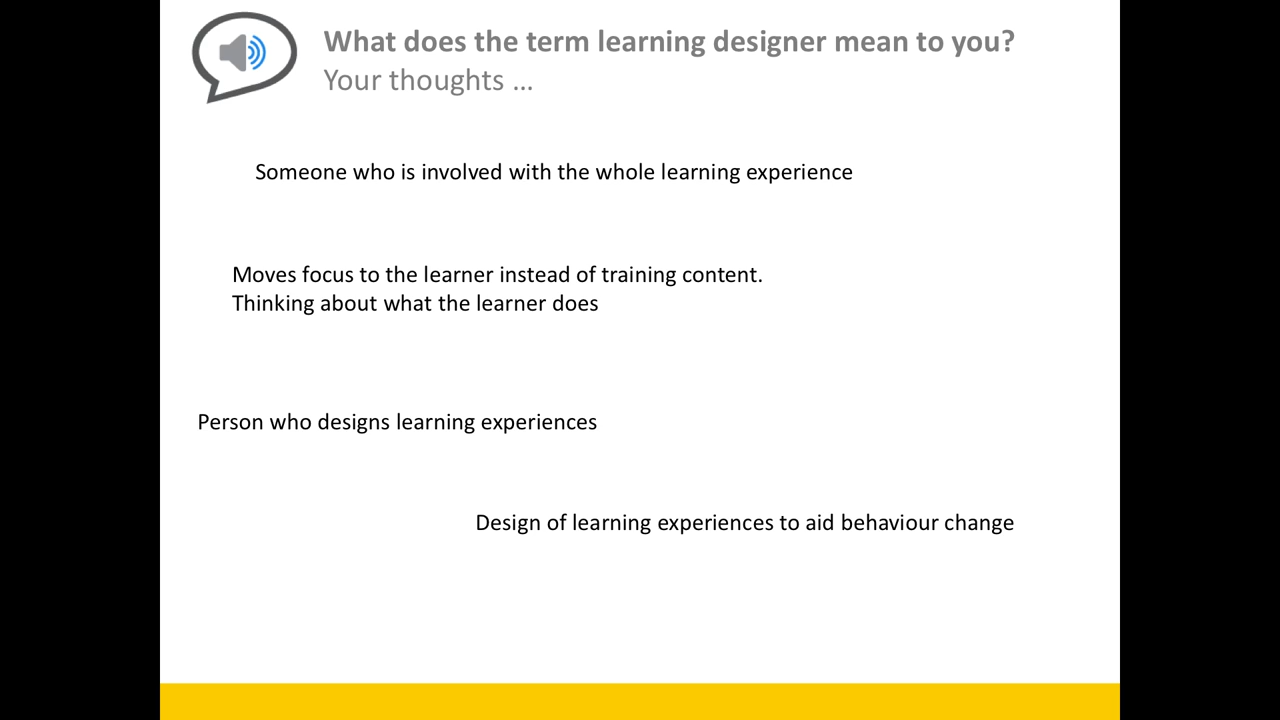 What does the term learning designer mean to you?
Your thoughts ...
Someone who is involved with the whole learning experience
Moves focus to the learner instead of training content.
Thinking about what the learner does
Person who designs learning experiences
Design of learning experiences to aid behaviour change